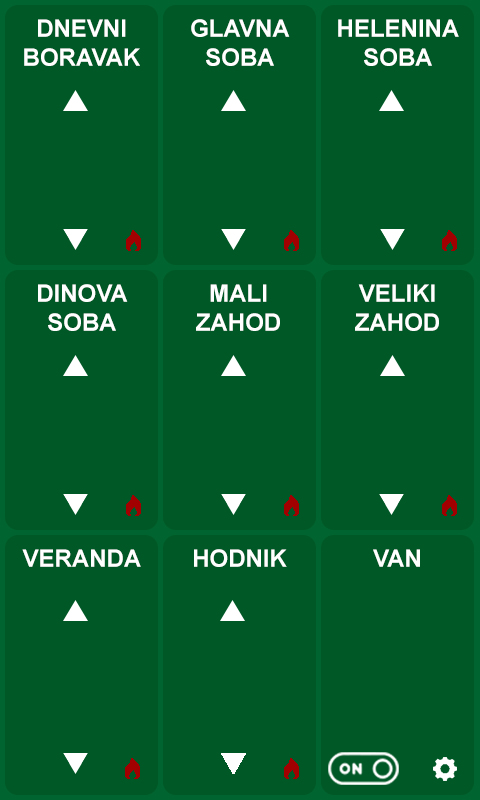 DNEVNI
BORAVAK
GLAVNA
SOBA
HELENINA
SOBA
DINOVA
SOBA
MALI
ZAHOD
VELIKI
ZAHOD
VERANDA
HODNIK
VAN
ON